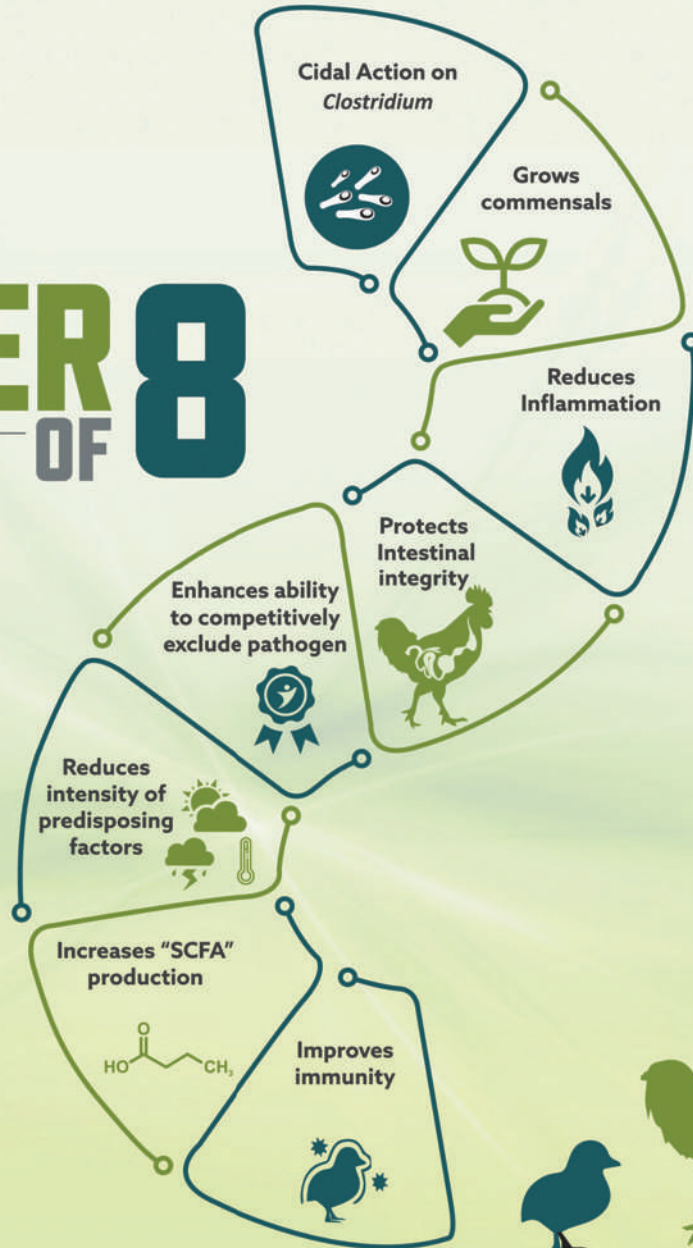 Cidal Action on
Clostridium
Grows
commensals
ER 8
OF
Reduces
Inflammation
Protects
Intestinal
integrity
Enhances ability
to competitively
exclude pathogen
Reduces
intensity of
predisposing
factors
Increases “SCFA”
production
O
HO CH₃
Improves
immunity